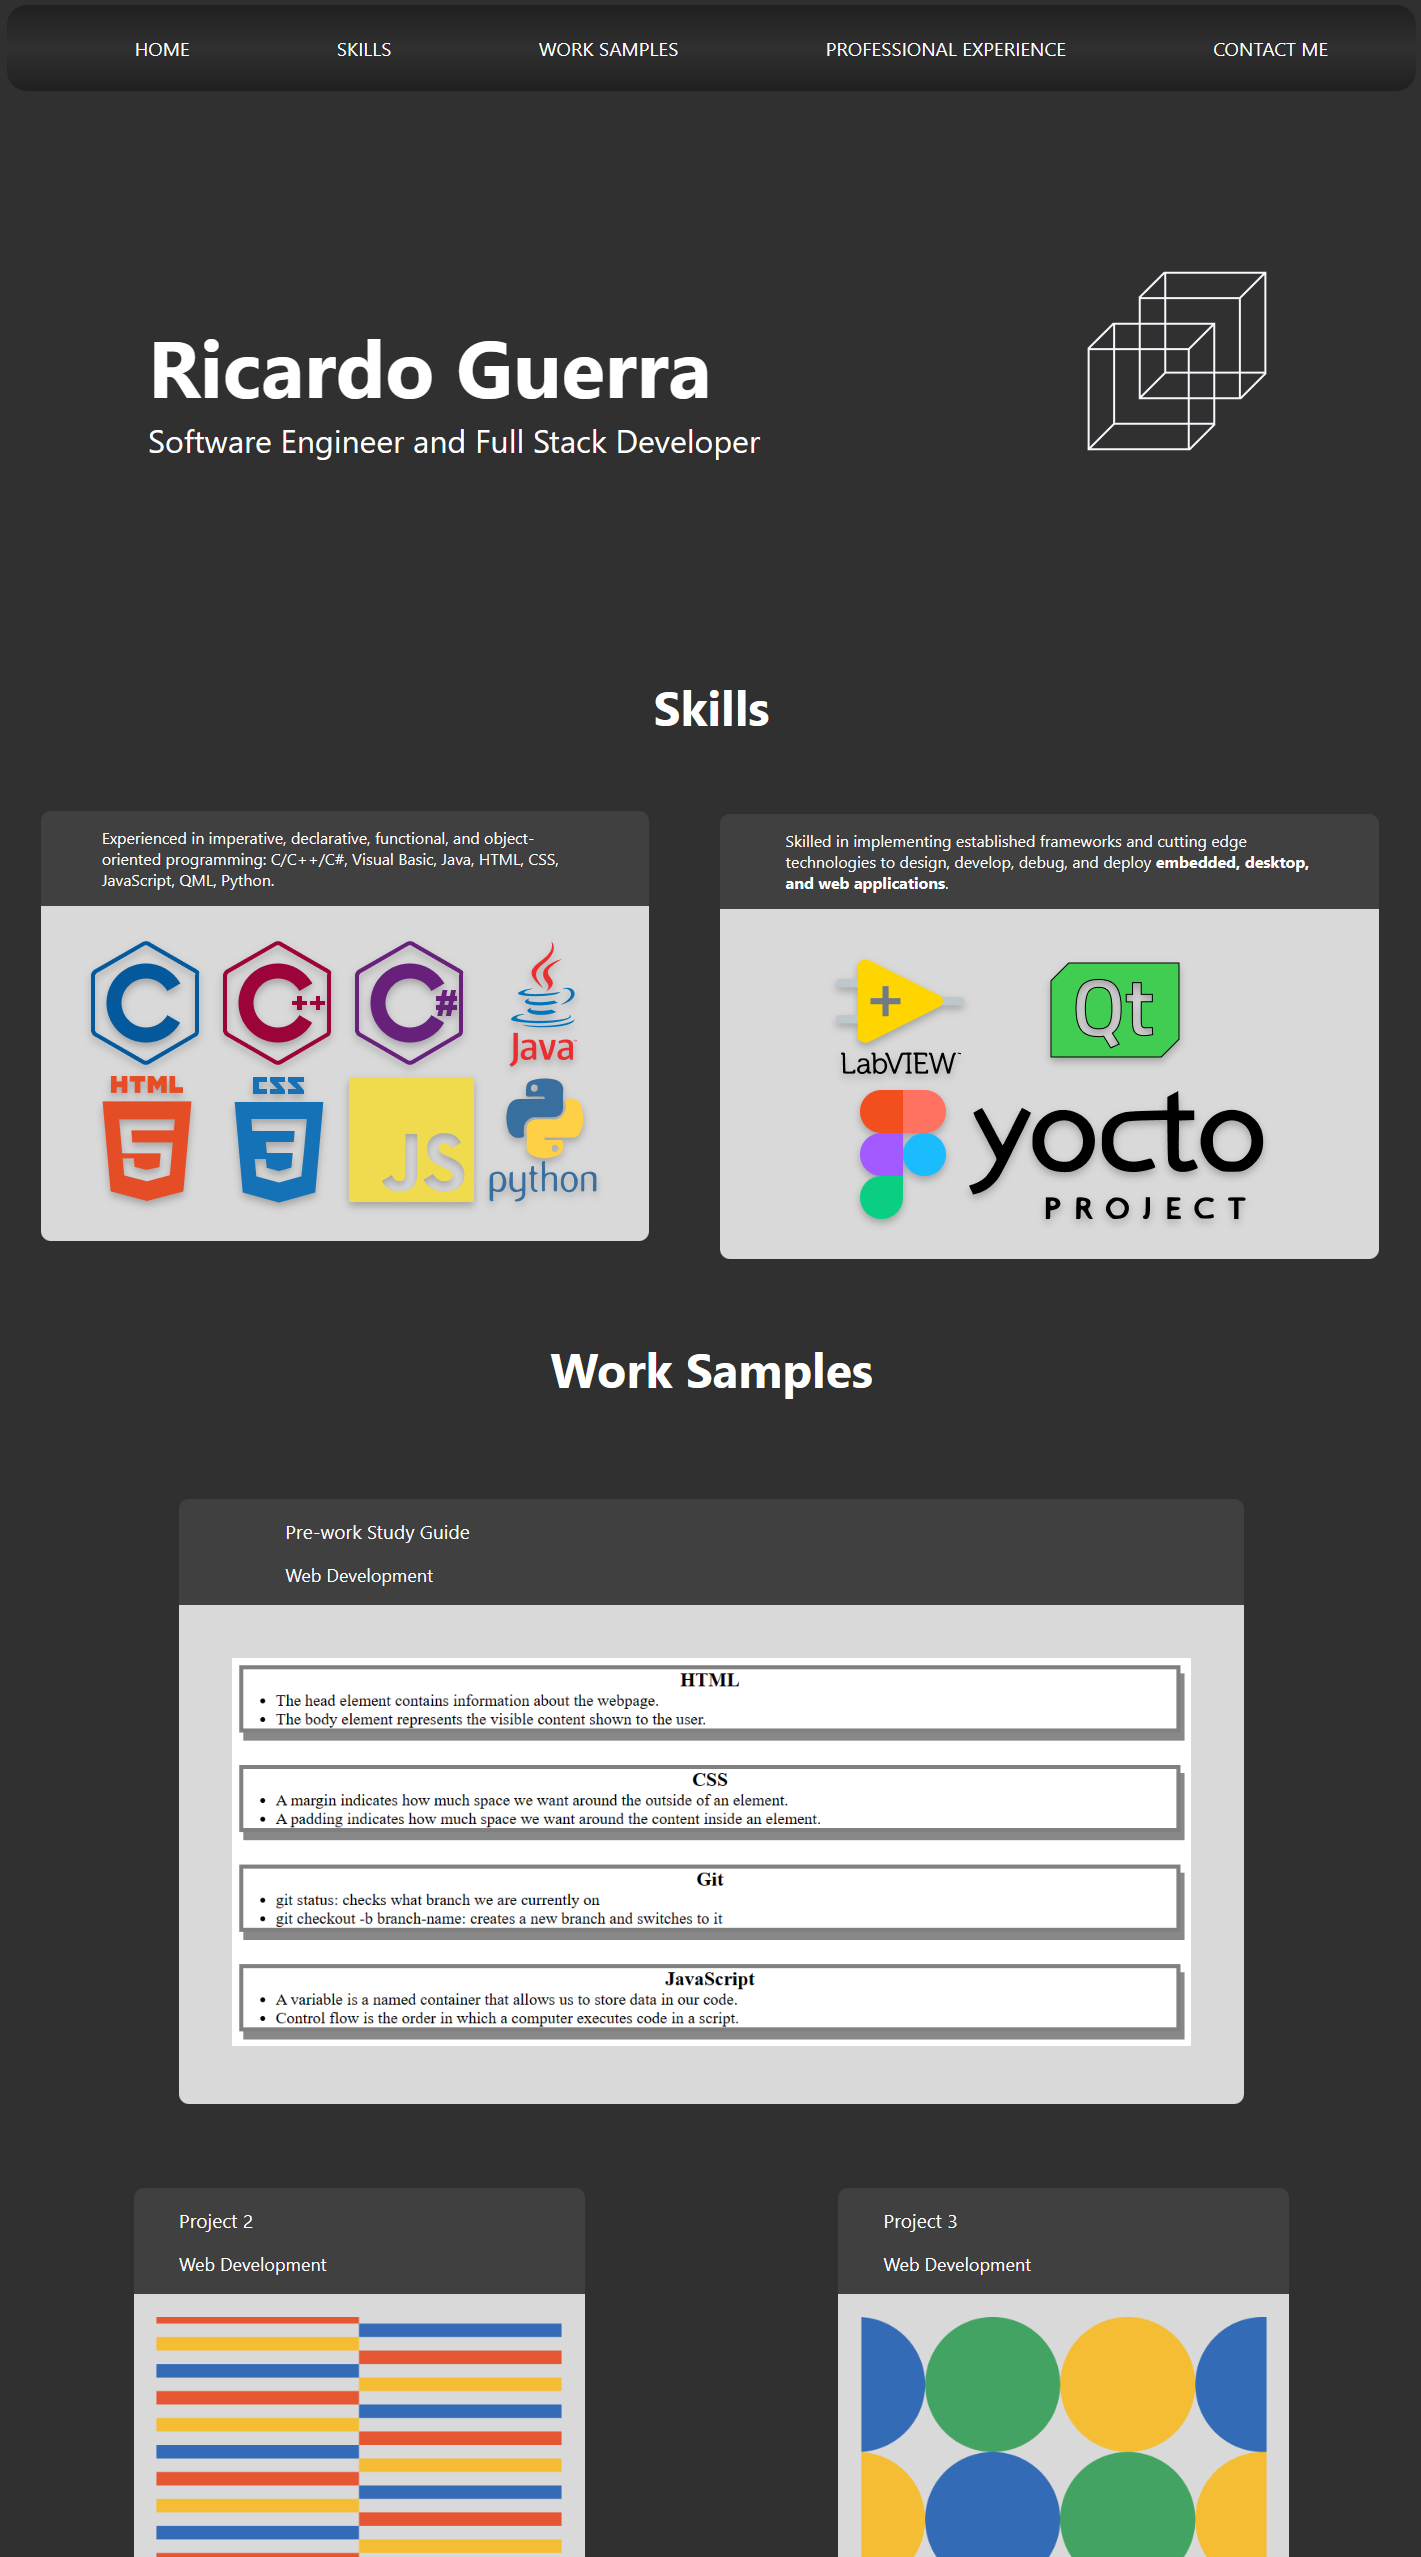 HOME SKILLS WORK SAMPLES PROFESSIONAL EXPERIENCE CONTACT ME
Ricardo Guerra
Software Engineer and Full Stack Developer
Skills
Experienced in imperative, declarative, functional, and object-
oriented programming: C/C++/C#, Visual Basic, Java, HTML, CSS,
JavaScript, QML, Python.
C C++ C# Java
HTML CSS
5 3 JS python
Skilled in implementing established frameworks and cutting edge
technologies to design, develop, debug, and deploy embedded, desktop,
and web applications.
LabVIEW Qt
yocto
PROJECT
Work Samples
Pre-work Study Guide
Web Development
HTML
• The head element contains information about the webpage.
• The body element represents the visible content shown to the user.
CSS
• A margin indicates how much space we want around the outside of an element.
• A padding indicates how much space we want around the content inside an element.
Git
• git status: checks what branch we are currently on
• git checkout -b branch-name: creates a new branch and switches to it
JavaScript
• A variable is a named container that allows us to store data in our code.
• Control flow is the order in which a computer executes code in a script.
Project 2
Web Development
Project 3
Web Development